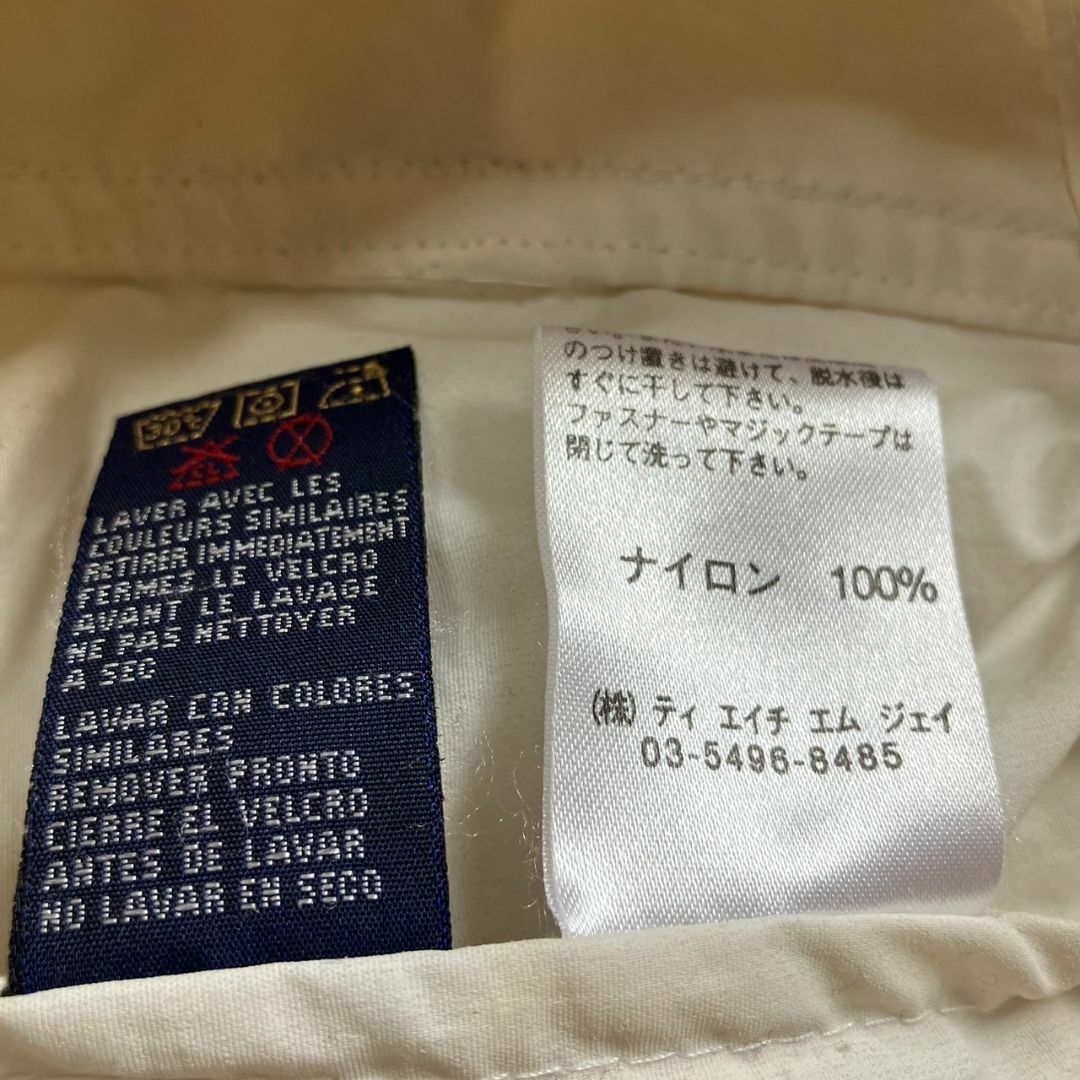 30℃
CL
LAVER AVEC LES
COULEURS SIMILAIRES
RETIRER IMMEDIATEMENT
FERMES LE VELCRO
AVANT LE LAVAGE
NE PAS NETTOYER
A SEC
LAVAR CON COLORES
SIMILARES
REMOVER PRONTO
CIERRE EL VELCRO
ANTES DE LAVAR
NO LAVAR EN SECO
のつけ置きは避けて、脱水後は
すぐに干して下さい。
ファスナーやマジックテープは
閉じて洗って下さい。
ナイロン 100%
(株) ティ エイチ エム ジェイ
03-5496-8485